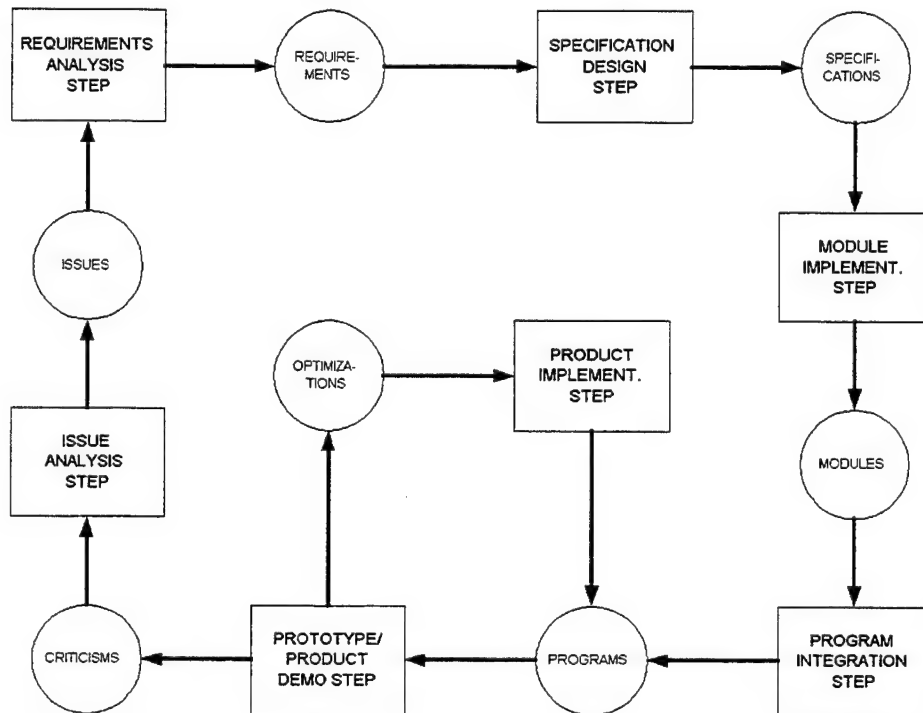 REQUIREMENTS
ANALYSIS
STEP
REQUIRE-
MENTS
SPECIFICATION
DESIGN
STEP
SPECIFI-
CATIONS
ISSUES
MODULE
IMPLEMENT.
STEP
OPTIMIZA-
TIONS
PRODUCT
IMPLEMENT.
STEP
ISSUE
ANALYSIS
STEP
MODULES
CRITICISMS
PROTOTYPE/
PRODUCT
DEMO STEP
PROGRAMS
PROGRAM
INTEGRATION
STEP